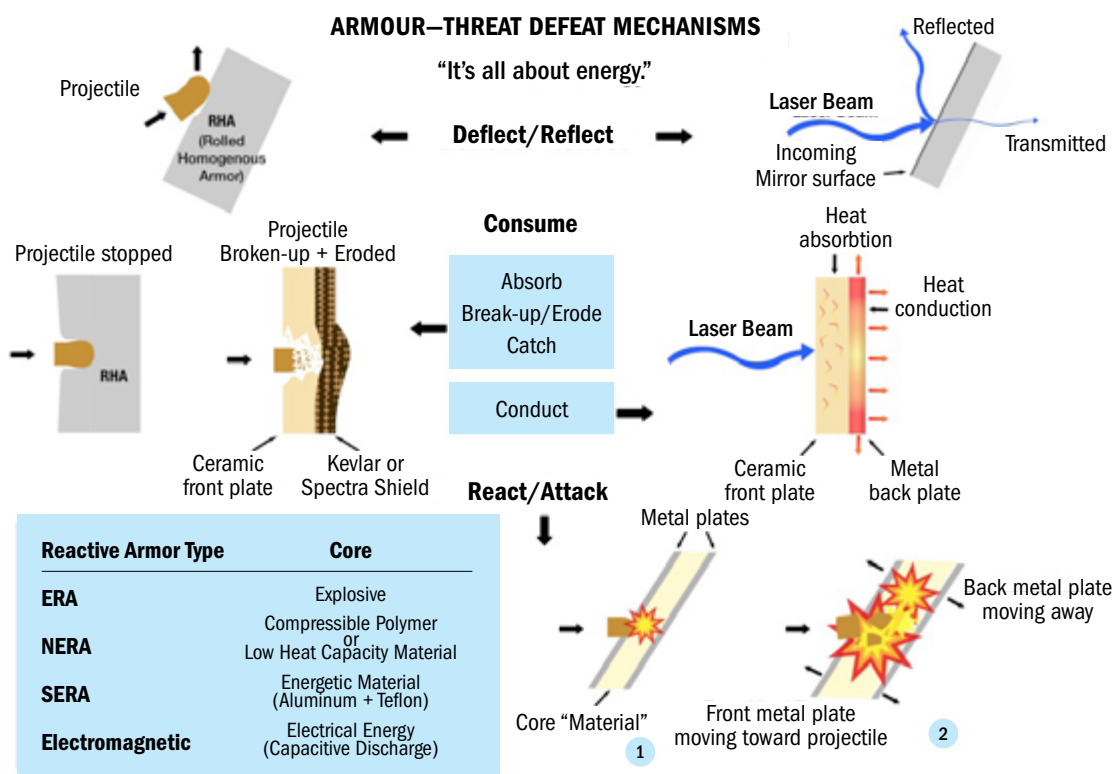 ARMOUR—THREAT DEFEAT MECHANISMS
“It’s all about energy.”
Projectile
RHA
(Rolled
Homogenous
Armor)
Deflect/Reflect
Reflected
Laser Beam
Transmitted
Incoming
Mirror surface
Consume
Projectile stopped
RHA
Projectile
Broken-up + Eroded
Ceramic
front plate
Kevlar or
Spectra Shield
Absorb
Break-up/Erode
Catch
Conduct
Heat
absorbtion
Heat
conduction
Laser Beam
Ceramic
front plate
Metal
back plate
React/Attack
Reactive Armor Type Core
ERA Explosive
NERA Compressible Polymer
or
Low Heat Capacity Material
SERA Energetic Material
(Aluminum + Teflon)
Electromagnetic Electrical Energy
(Capacitive Discharge)
Metal plates
Core “Material”
1
Back metal plate
moving away
Front metal plate
moving toward projectile
2